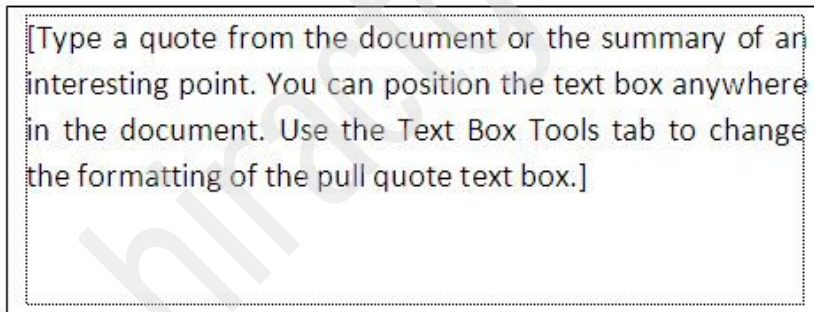 [Type a quote from the document or the summary of an
interesting point. You can position the text box anywhere
in the document. Use the Text Box Tools tab to change
the formatting of the pull quote text box.]